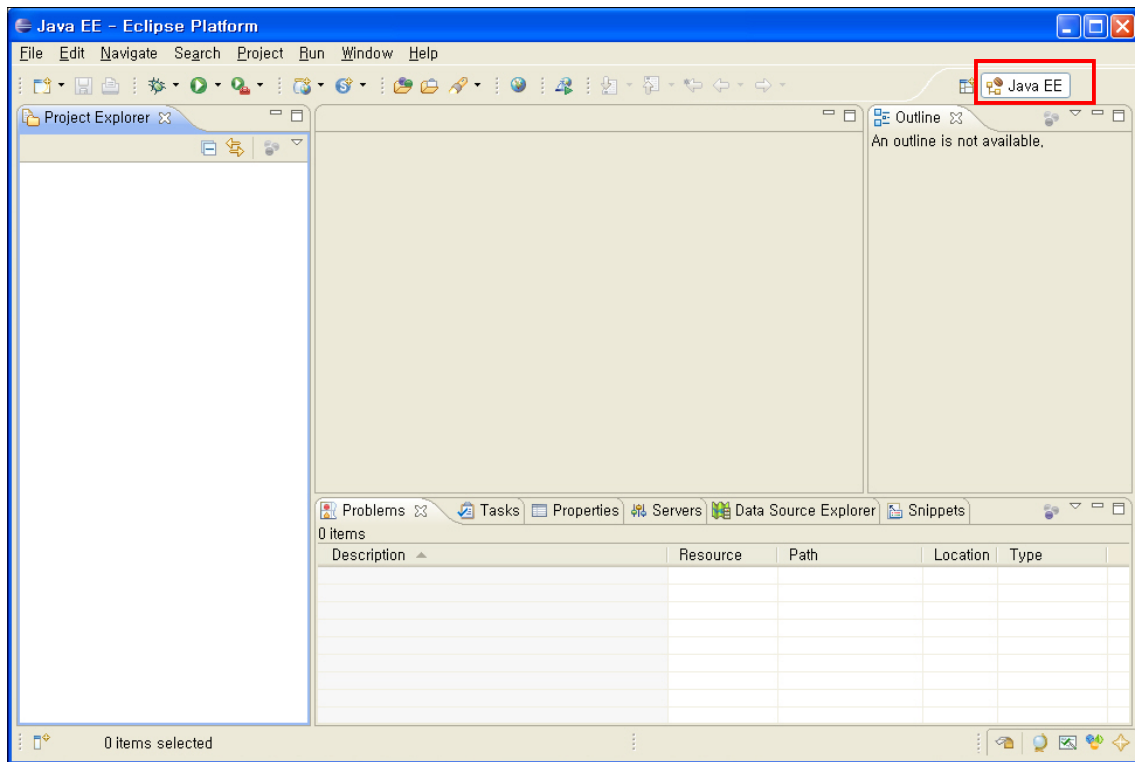 Java EE - Eclipse Platform
File Edit Navigate Search Project Run Window Help
Java EE
Project Explorer
Outline
An outline is not available.
Problems Tasks Properties Servers Data Source Explorer Snippets
0 items
Description Resource Path Location Type
0 items selected